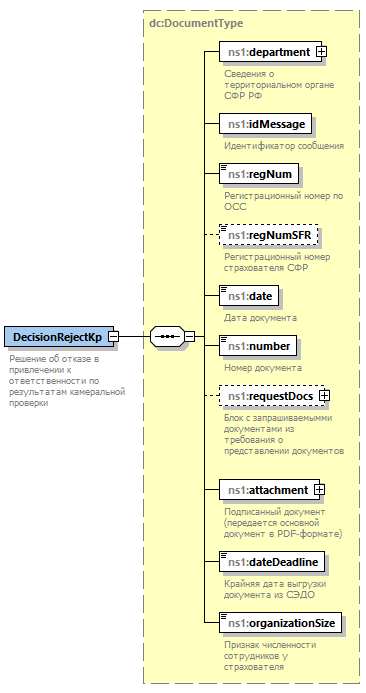 dc:DocumentType
ns1:department
Сведения о
территориальном органе
СФР РФ
ns1:idMessage
Идентификатор сообщения
ns1:regNum
Регистрационный номер по
ОСС
ns1:regNumSFR
Регистрационный номер
страхователя СФР
ns1:date
Дата документа
DecisionRejectKp
Решение об отказе в
привлечении к
ответственности по
результатам камеральной
проверки
ns1:number
Номер документа
ns1:requestDocs
Блок с запрашиваемыми
документами из
требования о
представлении документов
ns1:attachment
Подписанный документ
(передается основной
документ в PDF-формате)
ns1:dateDeadline
Крайняя дата выгрузки
документа из СЭДО
ns1:organizationSize
Признак численности
сотрудников у
страхователя